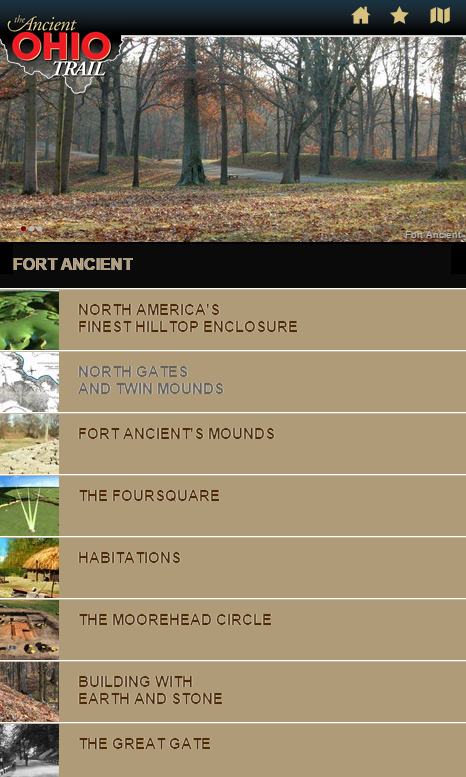 the Ancient
OHIO
TRAIL
Fort Ancient
FORT ANCIENT
NORTH AMERICA'S
FINEST HILLTOP ENCLOSURE
NORTH GATES
AND TWIN MOUNDS
FORT ANCIENT'S MOUNDS
THE FOURSQUARE
HABITATIONS
THE MOOREHEAD CIRCLE
BUILDING WITH
EARTH AND STONE
THE GREAT GATE